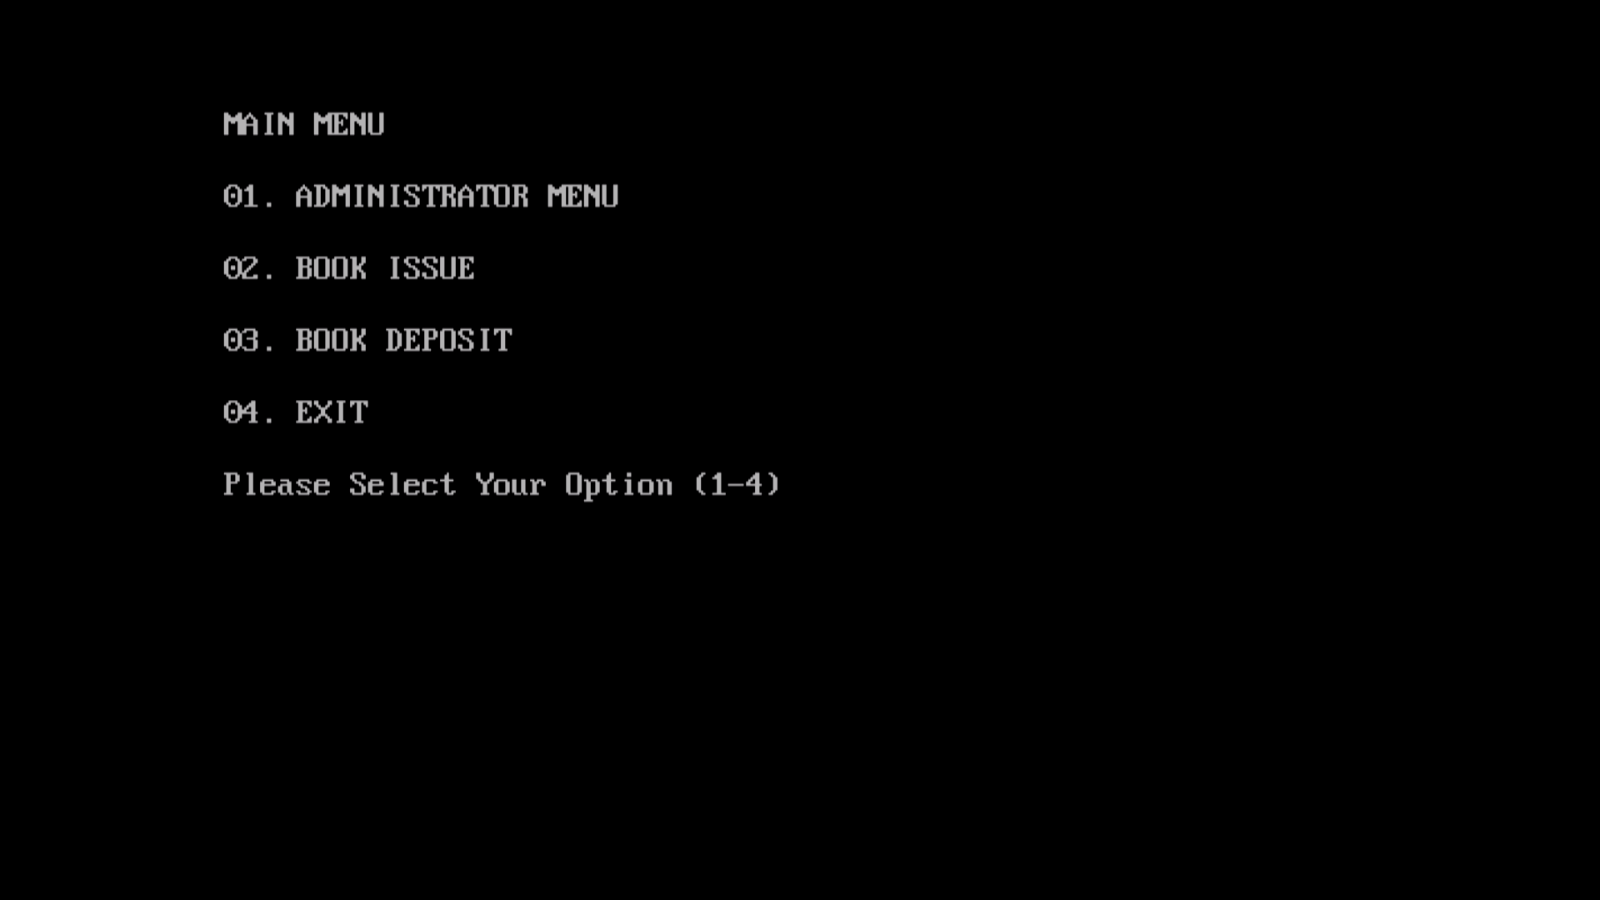 MAIN MENU
01. ADMINISTRATOR MENU
02. BOOK ISSUE
03. BOOK DEPOSIT
04. EXIT
Please Select Your Option (1-4)